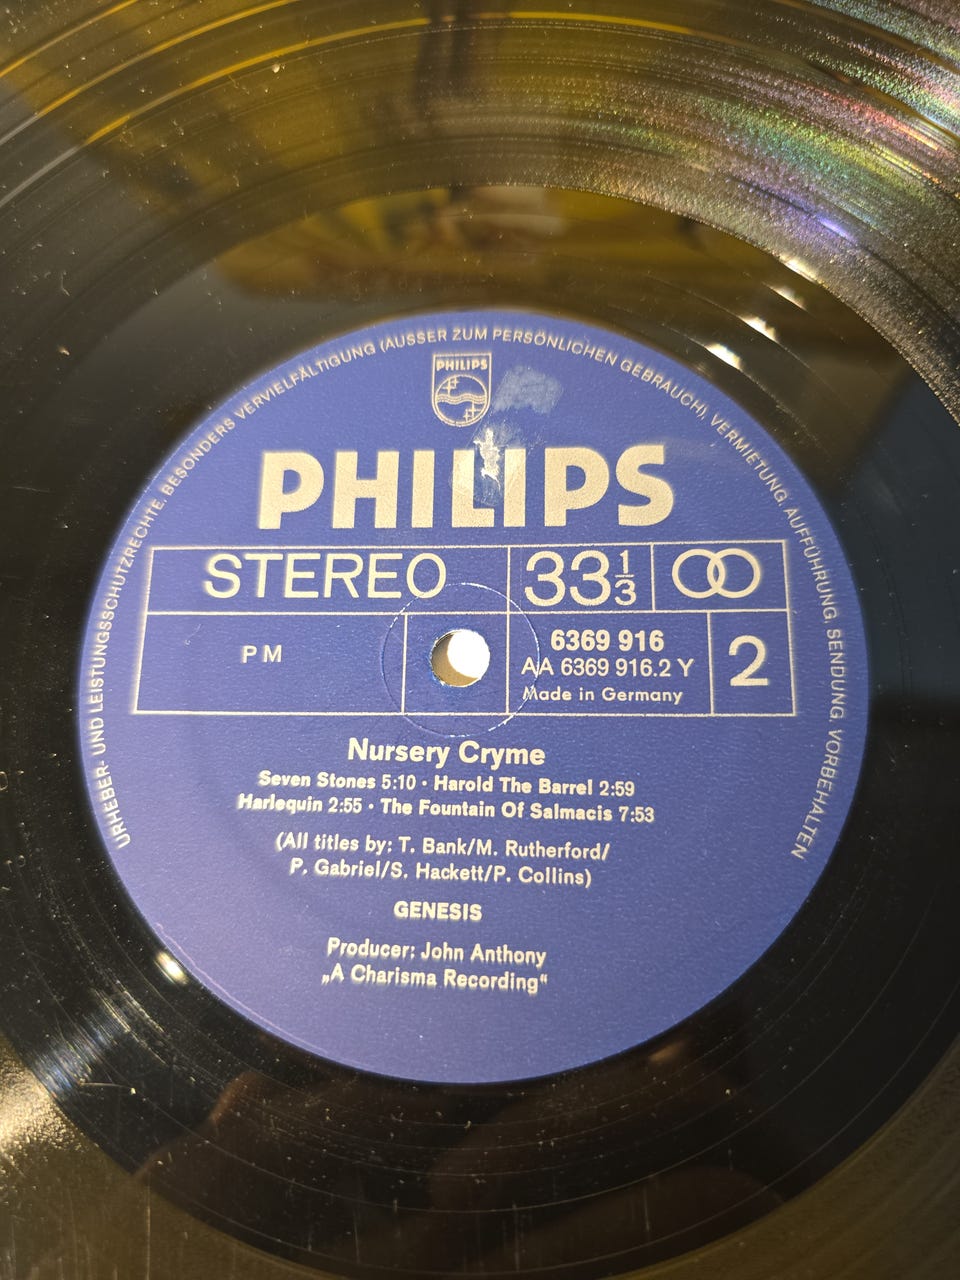 URHEBER- UND LEISTUNGSSCHUTZRECHTE, BESONDERS VERVIELFÄLTIGUNG (AUSSER ZUM PERSÖNLICHEN GEBRAUCH), VERMIETUNG, AUFFÜHRUNG, SENDUNG, VORBEHALTEN
PHILIPS
PHILIPS
STEREO 33 1/3
PM 6369 916 2
AA 6369 916.2 Y
Made in Germany
Nursery Cryme
Seven Stones 5:10 · Harold The Barrel 2:59
Harlequin 2:55 · The Fountain Of Salmacis 7:53
(All titles by: T. Bank/M. Rutherford/
P. Gabriel/S. Hackett/P. Collins)
GENESIS
Producer: John Anthony
„A Charisma Recording“